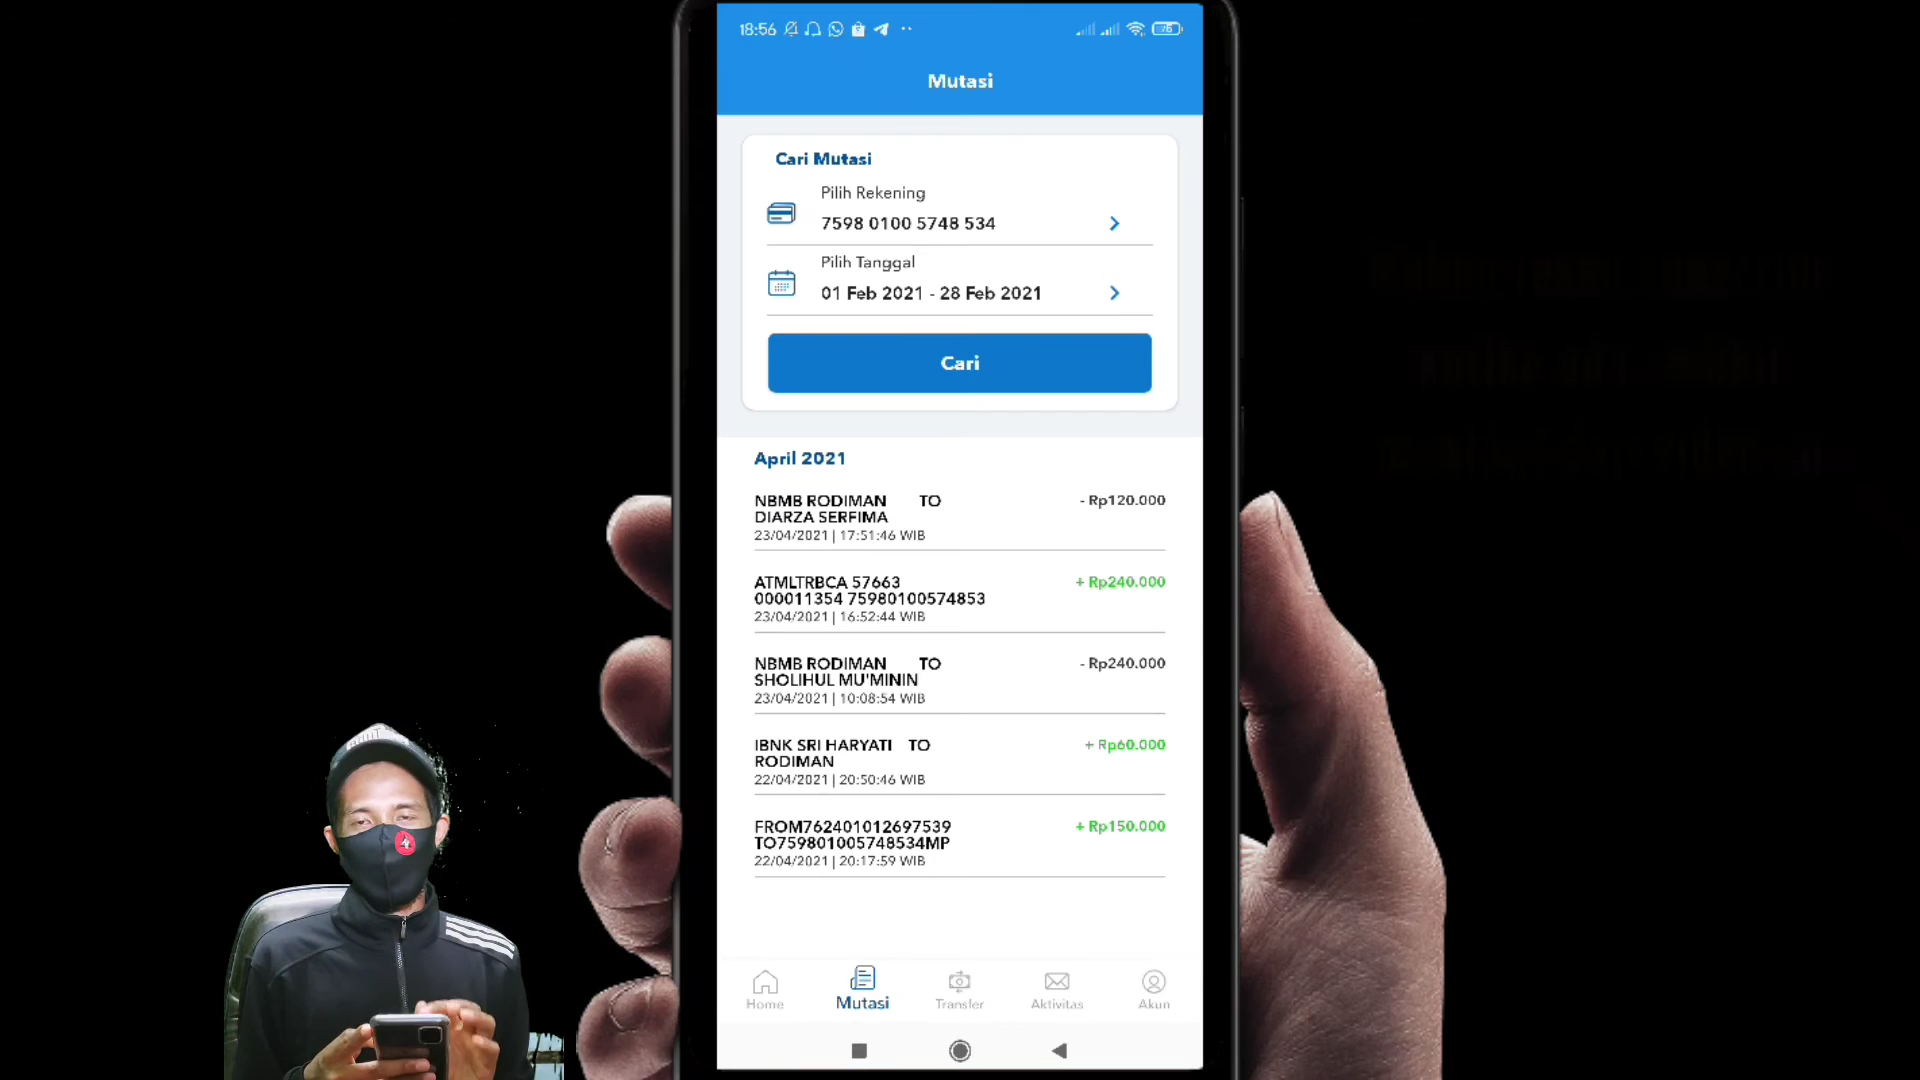 18:56
76
Mutasi
Cari Mutasi
Pilih Rekening
7598 0100 5748 534
Pilih Tanggal
01 Feb 2021 - 28 Feb 2021
Cari
April 2021
NBMB RODIMAN TO - Rp120.000
DIARZA SERFIMA
23/04/2021 | 17:51:46 WIB
ATMLTRBCA 57663 + Rp240.000
000011354 75980100574853
23/04/2021 | 16:52:44 WIB
NBMB RODIMAN TO - Rp240.000
SHOLIHUL MU'MININ
23/04/2021 | 10:08:54 WIB
IBNK SRI HARYATI TO + Rp60.000
RODIMAN
22/04/2021 | 20:50:46 WIB
FROM762401012697539 + Rp150.000
TO759801005748534MP
22/04/2021 | 20:17:59 WIB
Home Mutasi Transfer Aktivitas Akun